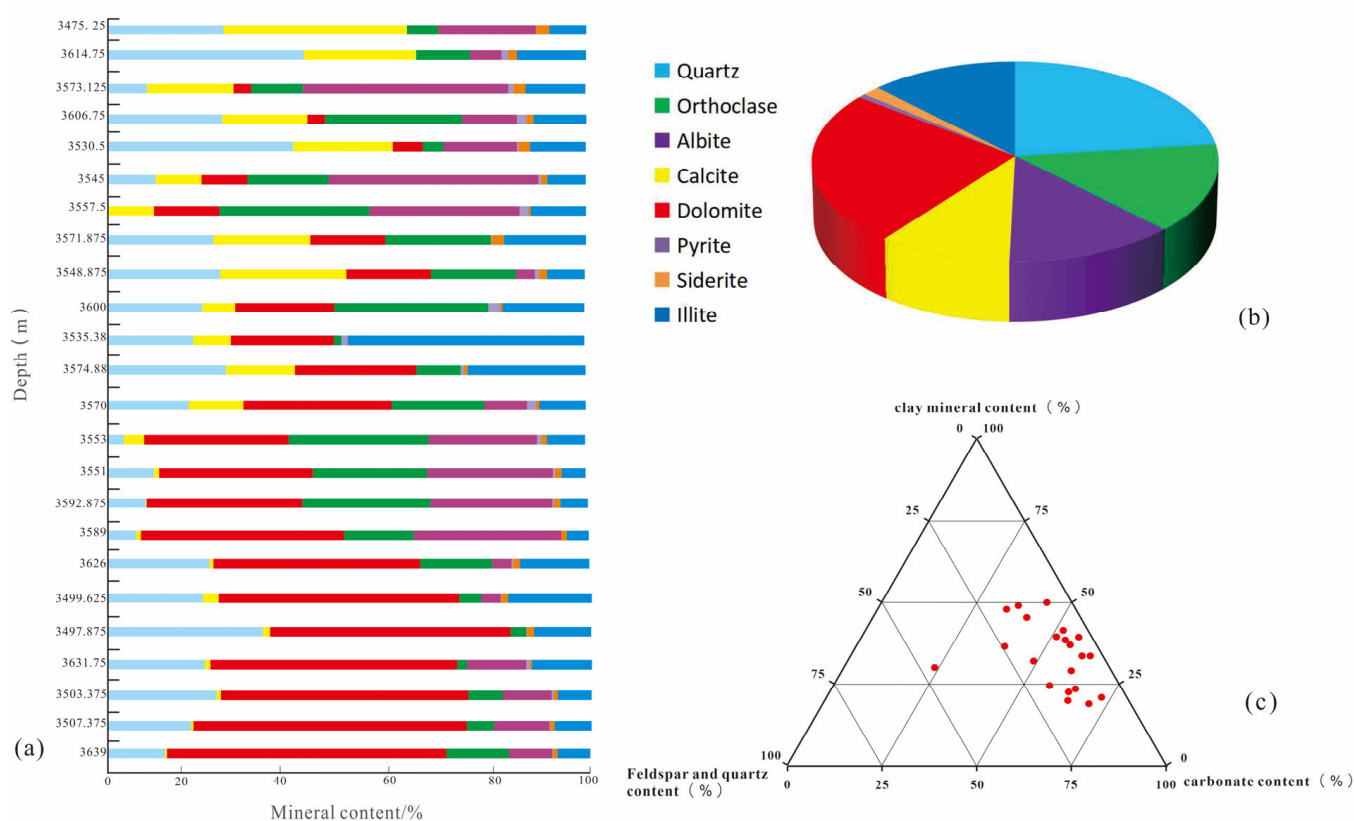 3475. 25
3614.75
3573.125
3606.75
3530.5
3545
3557.5
3571.875
3548.875
3600
3535.38
3574.88
3570
3553
3551
3592.875
3589
3626
3499.625
3497.875
3631.75
3503.375
3507.375
3639
Depth ( m )
0 20 40 60 80 100
Mineral content/%
(a)
Quartz
Orthoclase
Albite
Calcite
Dolomite
Pyrite
Siderite
Illite
(b)
clay mineral content ( % )
0 100
25 75
50 50
75 25
100 0
Feldspar and quartz
content ( % )
0 25 50 75 100
carbonate content ( % )
(c)